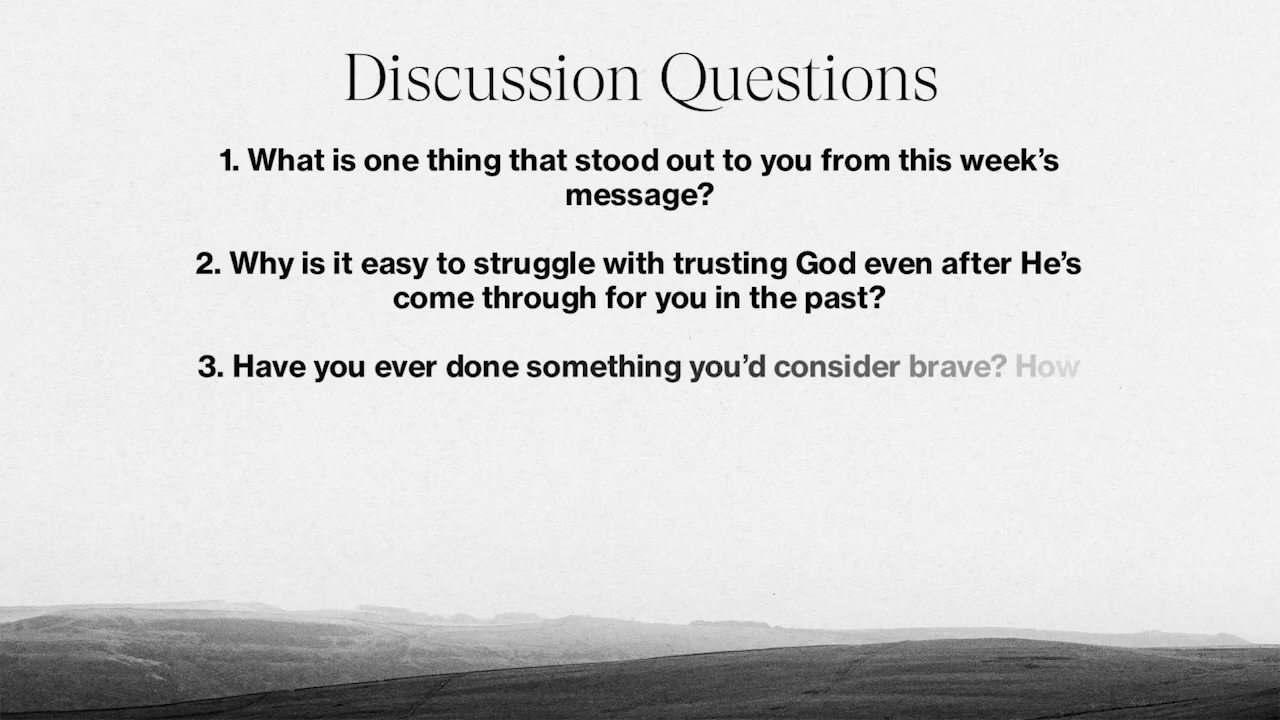 Discussion Questions
1. What is one thing that stood out to you from this week’s
message?
2. Why is it easy to struggle with trusting God even after He’s
come through for you in the past?
3. Have you ever done something you’d consider brave? How